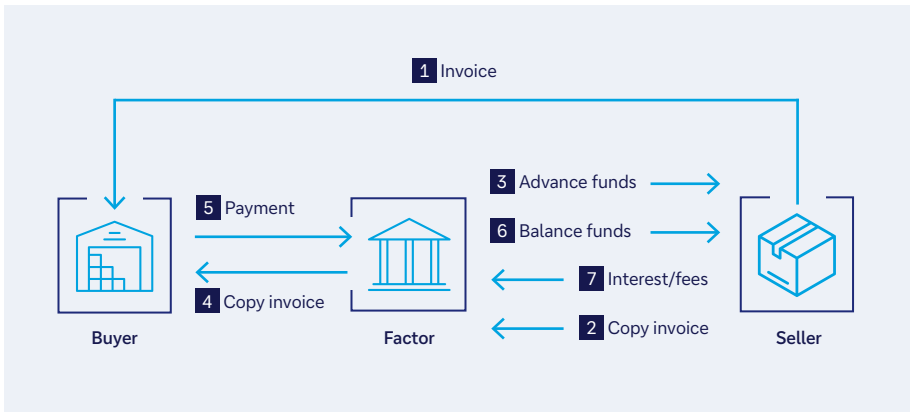 1 Invoice
3 Advance funds
5 Payment
6 Balance funds
7 Interest/fees
4 Copy invoice
2 Copy invoice
Buyer
Factor
Seller